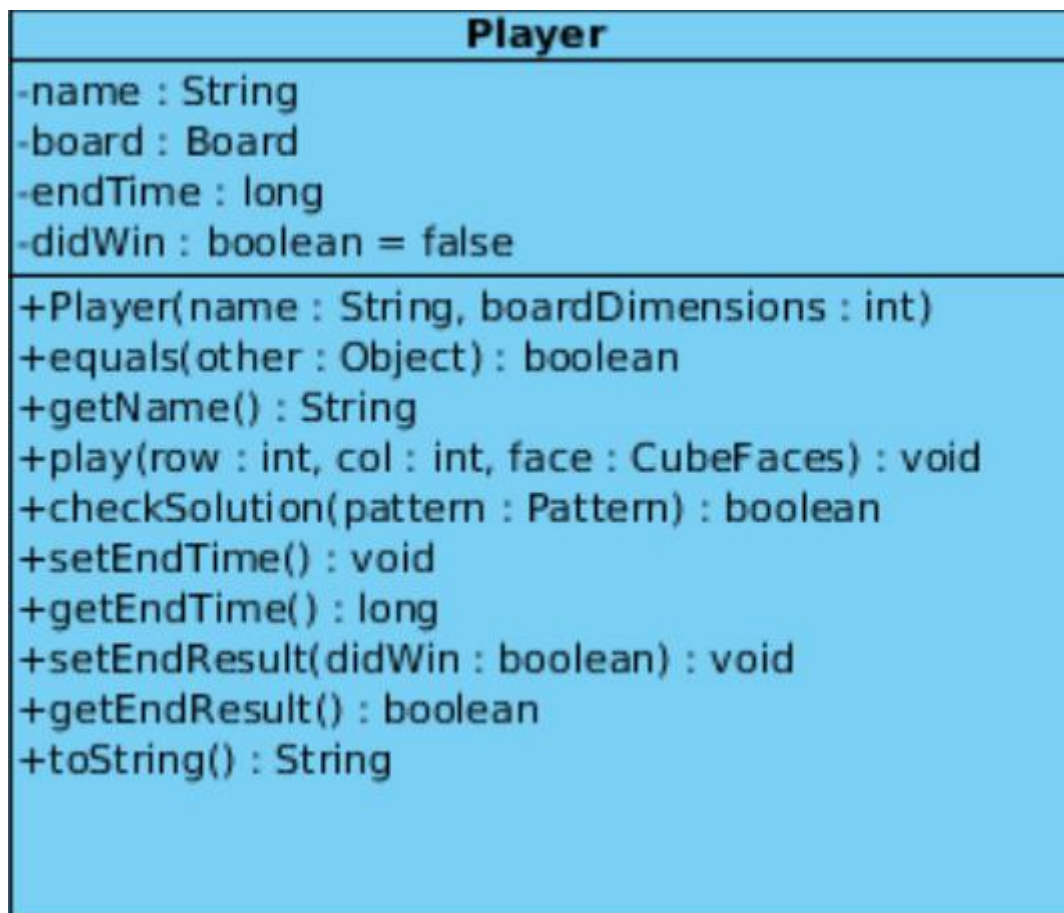 Player
-name : String
-board : Board
-endTime : long
-didWin : boolean = false
+Player(name : String, boardDimensions : int)
+equals(other : Object) : boolean
+getName() : String
+play(row : int, col : int, face : CubeFaces) : void
+checkSolution(pattern : Pattern) : boolean
+setEndTime() : void
+getEndTime() : long
+setEndResult(didWin : boolean) : void
+getEndResult() : boolean
+toString() : String